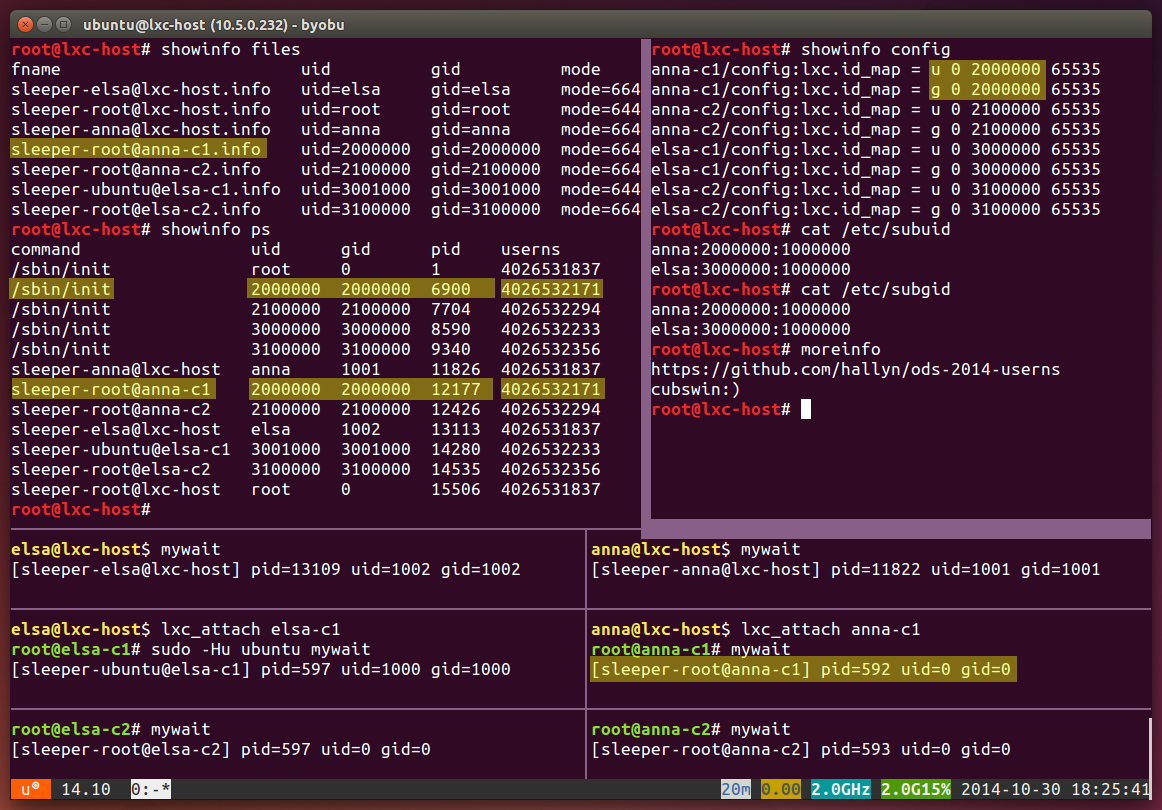 ubuntu@lxc-host (10.5.0.232) - byobu
root@lxc-host# showinfo files
fname uid gid mode
sleeper-elsa@lxc-host.info uid=elsa gid=elsa mode=664
sleeper-root@lxc-host.info uid=root gid=root mode=644
sleeper-anna@lxc-host.info uid=anna gid=anna mode=664
sleeper-root@anna-c1.info uid=2000000 gid=2000000 mode=664
sleeper-root@anna-c2.info uid=2100000 gid=2100000 mode=664
sleeper-ubuntu@elsa-c1.info uid=3001000 gid=3001000 mode=644
sleeper-root@elsa-c2.info uid=3100000 gid=3100000 mode=664
root@lxc-host# showinfo ps
command uid gid pid userns
/sbin/init root 0 1 4026531837
/sbin/init 2000000 2000000 6900 4026532171
/sbin/init 2100000 2100000 7704 4026532294
/sbin/init 3000000 3000000 8590 4026532233
/sbin/init 3100000 3100000 9340 4026532356
sleeper-anna@lxc-host anna 1001 11826 4026531837
sleeper-root@anna-c1 2000000 2000000 12177 4026532171
sleeper-root@anna-c2 2100000 2100000 12426 4026532294
sleeper-elsa@lxc-host elsa 1002 13113 4026531837
sleeper-ubuntu@elsa-c1 3001000 3001000 14280 4026532233
sleeper-root@elsa-c2 3100000 3100000 14535 4026532356
sleeper-root@lxc-host root 0 15506 4026531837
root@lxc-host#
root@lxc-host# showinfo config
anna-c1/config:lxc.id_map = u 0 2000000 65535
anna-c1/config:lxc.id_map = g 0 2000000 65535
anna-c2/config:lxc.id_map = u 0 2100000 65535
anna-c2/config:lxc.id_map = g 0 2100000 65535
elsa-c1/config:lxc.id_map = u 0 3000000 65535
elsa-c1/config:lxc.id_map = g 0 3000000 65535
elsa-c2/config:lxc.id_map = u 0 3100000 65535
elsa-c2/config:lxc.id_map = g 0 3100000 65535
root@lxc-host# cat /etc/subuid
anna:2000000:1000000
elsa:3000000:1000000
root@lxc-host# cat /etc/subgid
anna:2000000:1000000
elsa:3000000:1000000
root@lxc-host# moreinfo
https://github.com/hallyn/ods-2014-userns
cubswin:)
root@lxc-host#
elsa@lxc-host$ mywait
[sleeper-elsa@lxc-host] pid=13109 uid=1002 gid=1002
anna@lxc-host$ mywait
[sleeper-anna@lxc-host] pid=11822 uid=1001 gid=1001
elsa@lxc-host$ lxc_attach elsa-c1
root@elsa-c1# sudo -Hu ubuntu mywait
[sleeper-ubuntu@elsa-c1] pid=597 uid=1000 gid=1000
anna@lxc-host$ lxc_attach anna-c1
root@anna-c1# mywait
[sleeper-root@anna-c1] pid=592 uid=0 gid=0
root@elsa-c2# mywait
[sleeper-root@elsa-c2] pid=597 uid=0 gid=0
root@anna-c2# mywait
[sleeper-root@anna-c2] pid=593 uid=0 gid=0
u 14.10 0:-* 20m 0.00 2.0GHz 2.0G15% 2014-10-30 18:25:41